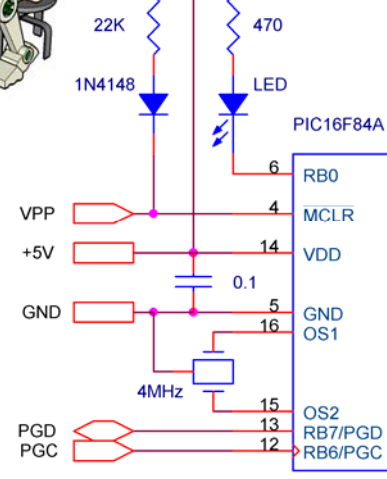 22K
470
1N4148
LED
PIC16F84A
6
RB0
VPP
4
MCLR
+5V
14
VDD
0.1
GND
5
GND
16
OS1
4MHz
15
OS2
PGD
13
RB7/PGD
PGC
12
RB6/PGC